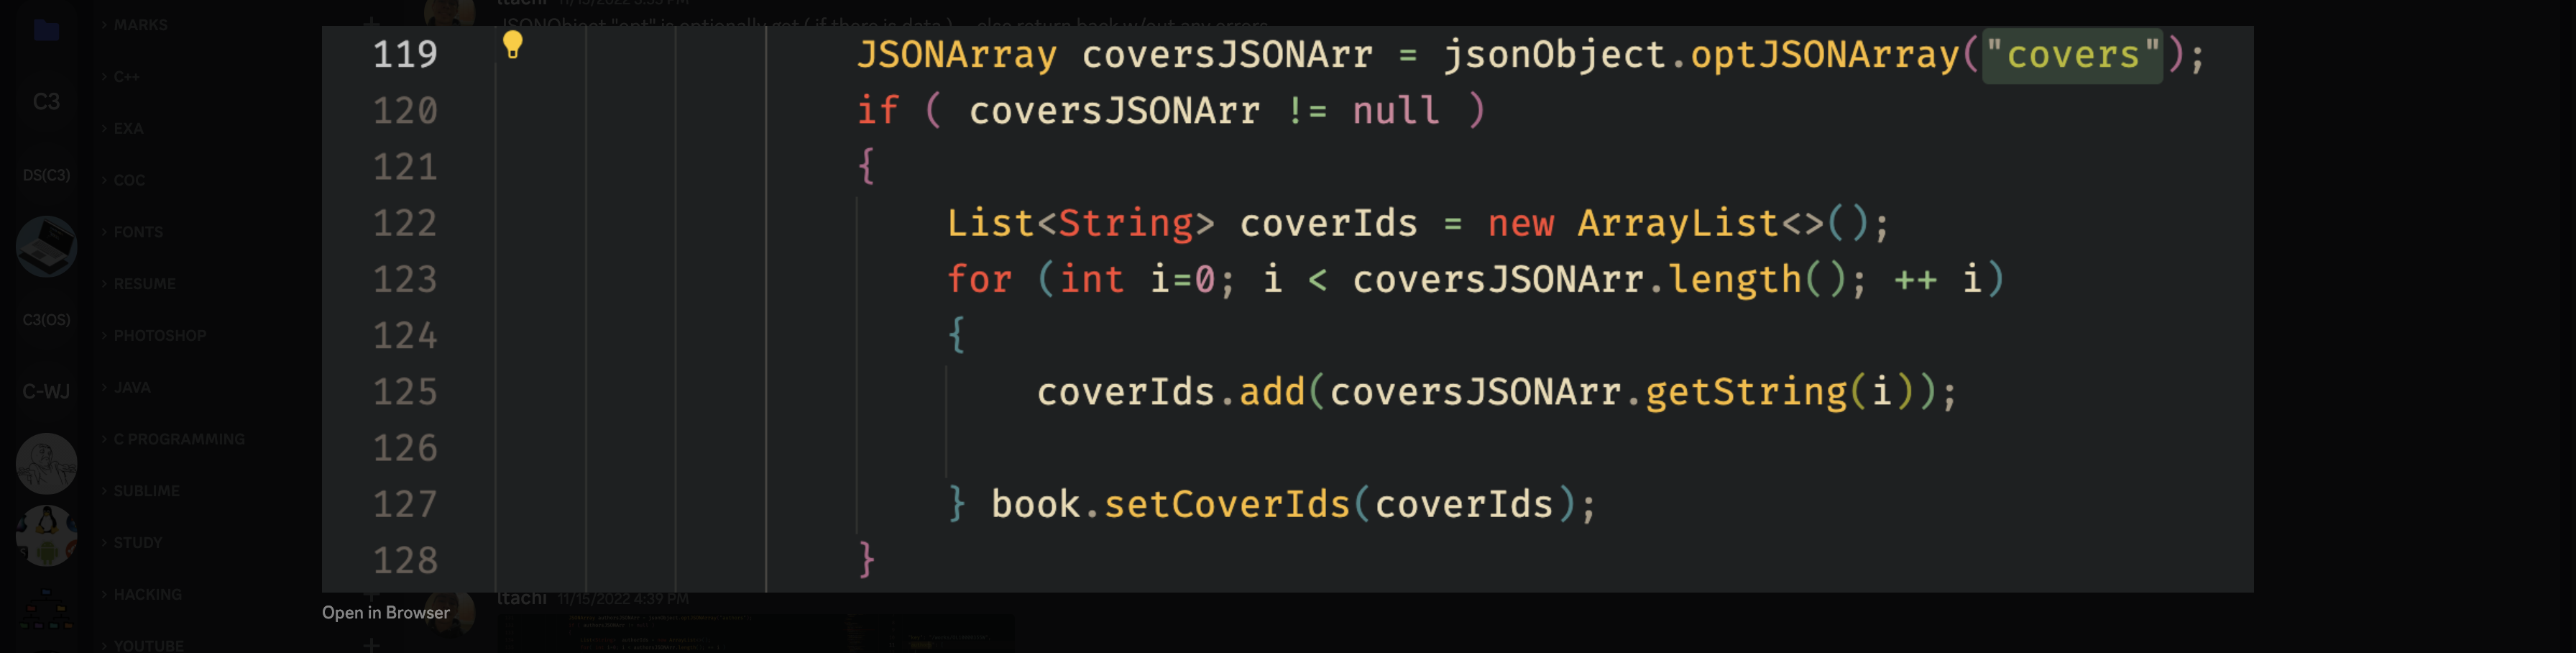 MARKS
C++
EXA
COC
FONTS
RESUME
PHOTOSHOP
JAVA
C PROGRAMMING
SUBLIME
STUDY
HACKING
YOUTUBE
C3
DS(C3)
C3(OS)
C-WJ
Itachi 11/15/2022 3:53 PM
JSONObject "opt" is optionally get ( if there is data ) .. else return back w/out any errors
119 JSONArray coversJSONArr = jsonObject.optJSONArray("covers");
120 if ( coversJSONArr != null )
121 {
122 List<String> coverIds = new ArrayList<>();
123 for (int i=0; i < coversJSONArr.length(); ++ i)
124 {
125 coverIds.add(coversJSONArr.getString(i));
126
127 } book.setCoverIds(coverIds);
128 }
Open in Browser
Itachi 11/15/2022 4:39 PM